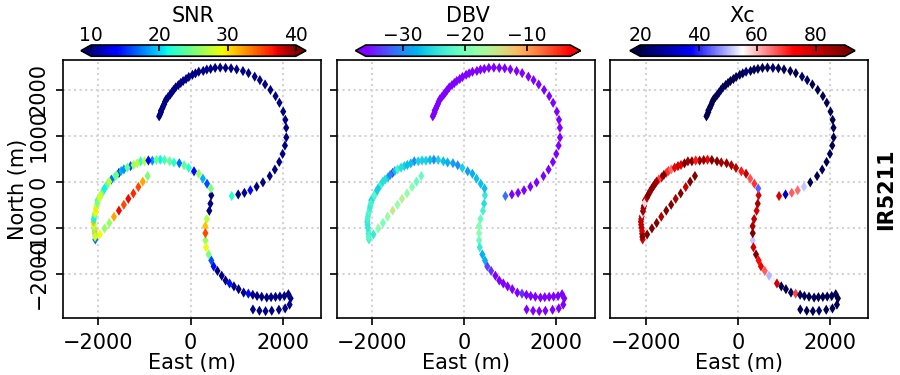 SNR DBV Xc
10 20 30 40 −30 −20 −10 20 40 60 80
2000
1000
0
−1000
−2000
North (m)
−2000 0 2000 −2000 0 2000 −2000 0 2000
East (m) East (m) East (m)
IR5211